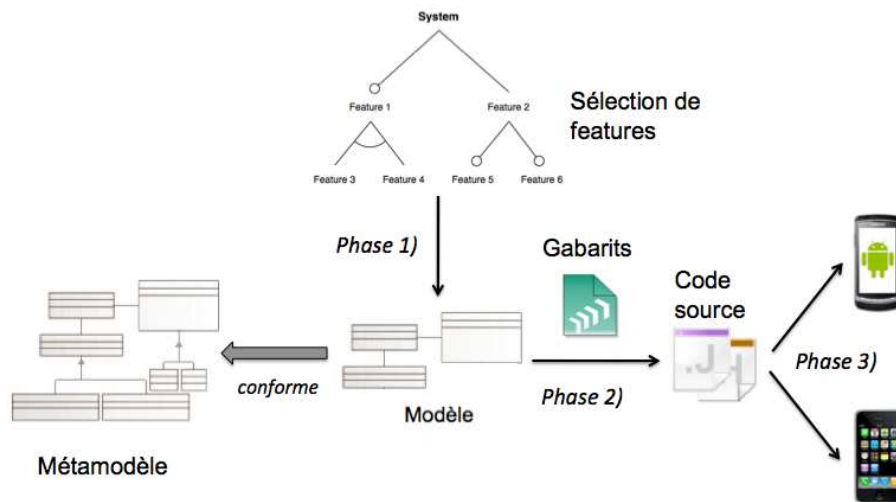 System
Feature 1
Feature 2
Sélection de
features
Feature 3
Feature 4
Feature 5
Feature 6
Phase 1)
Gabarits
Code
source
.J
H
Phase 3)
conforme
Phase 2)
Modèle
Métamodèle